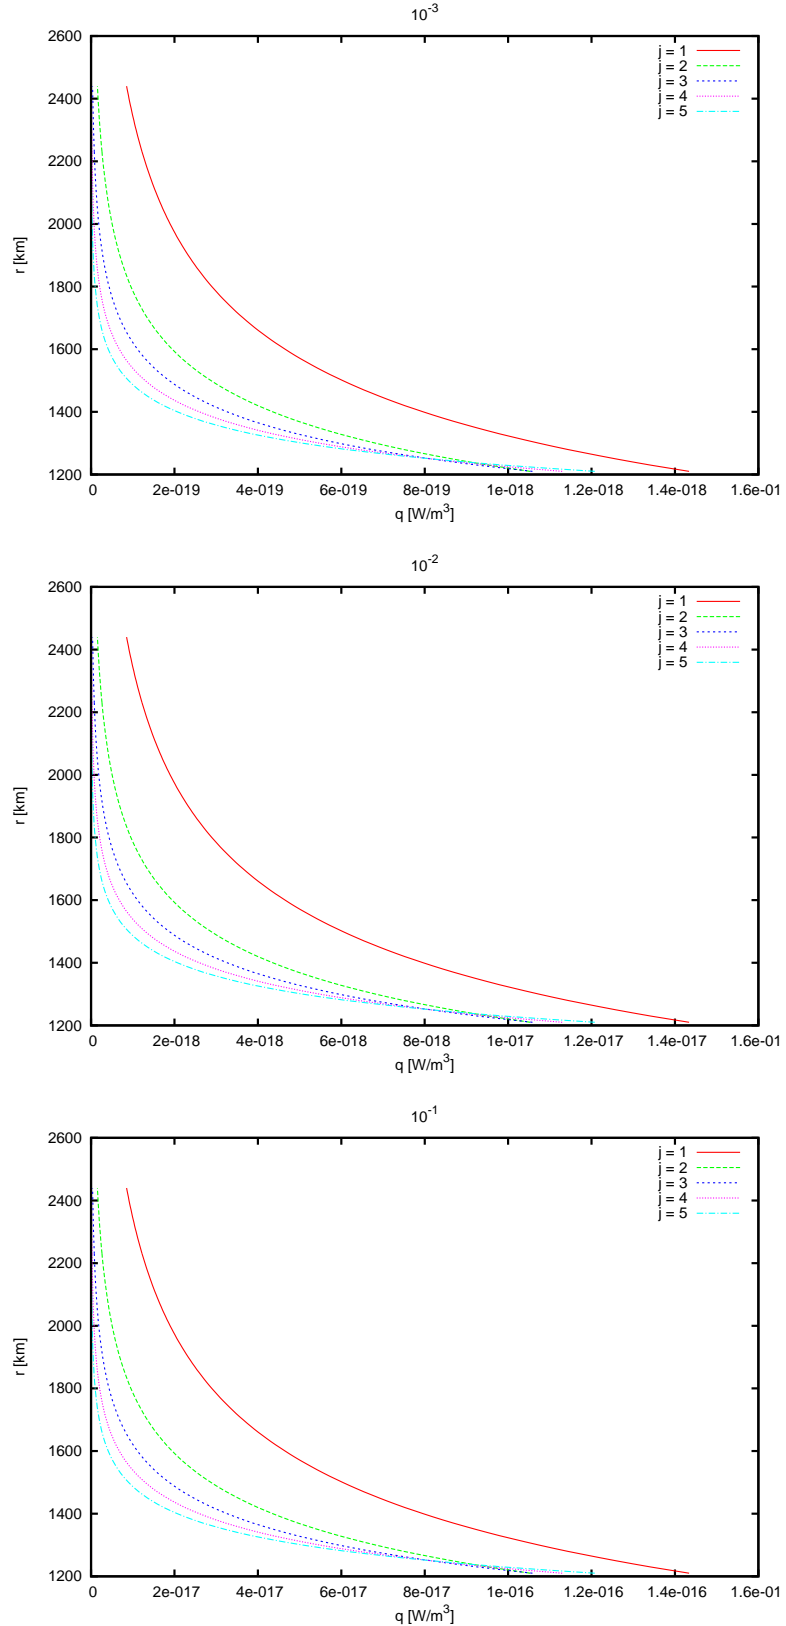 10^-3
2600
2400
2200
2000
1800
1600
1400
1200
r [km]
j = 1
j = 2
j = 3
j = 4
j = 5
0 2e-019 4e-019 6e-019 8e-019 1e-018 1.2e-018 1.4e-018 1.6e-01
q [W/m^3]
10^-2
2600
2400
2200
2000
1800
1600
1400
1200
r [km]
j = 1
j = 2
j = 3
j = 4
j = 5
0 2e-018 4e-018 6e-018 8e-018 1e-017 1.2e-017 1.4e-017 1.6e-01
q [W/m^3]
10^-1
2600
2400
2200
2000
1800
1600
1400
1200
r [km]
j = 1
j = 2
j = 3
j = 4
j = 5
0 2e-017 4e-017 6e-017 8e-017 1e-016 1.2e-016 1.4e-016 1.6e-01
q [W/m^3]